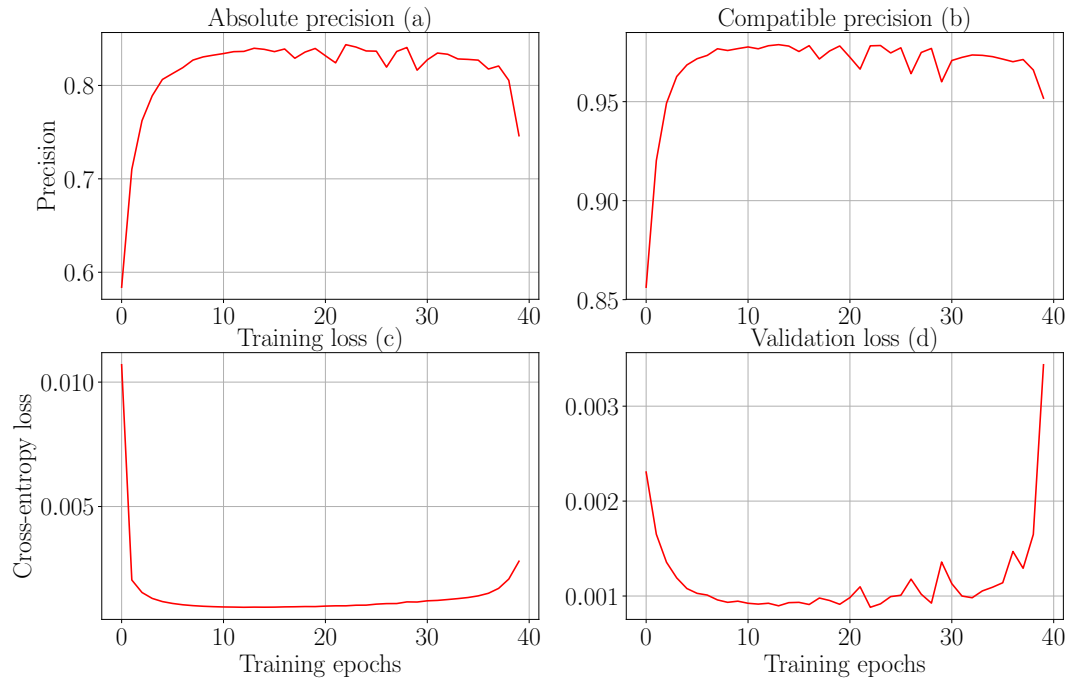 Absolute precision (a)
Compatible precision (b)
Precision
0.8
0.7
0.6
0.95
0.90
0.85
0 10 20 30 40
0 10 20 30 40
Training loss (c)
Validation loss (d)
Cross-entropy loss
0.010
0.005
0.003
0.002
0.001
0 10 20 30 40
0 10 20 30 40
Training epochs
Training epochs